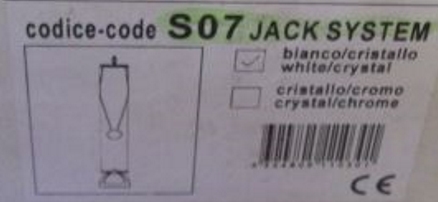 codice-code S07 JACK SYSTEM
bianco/cristallo
white/crystal
cristallo/cromo
crystal/chrome
CE